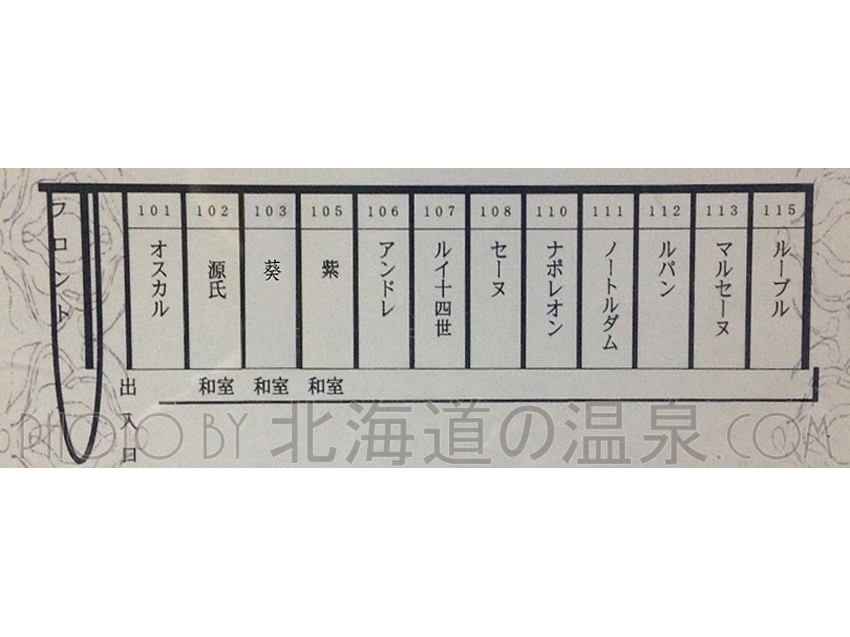 フロント
101 102 103 105 106 107 108 110 111 112 113 115
オスカル
源氏
葵
紫
アンドレ
ルイ十四世
セーヌ
ナポレオン
ノートルダム
ルパン
マルセーヌ
ルーブル
和室 和室 和室
出入口
PHOTO BY 北海道の温泉.COM